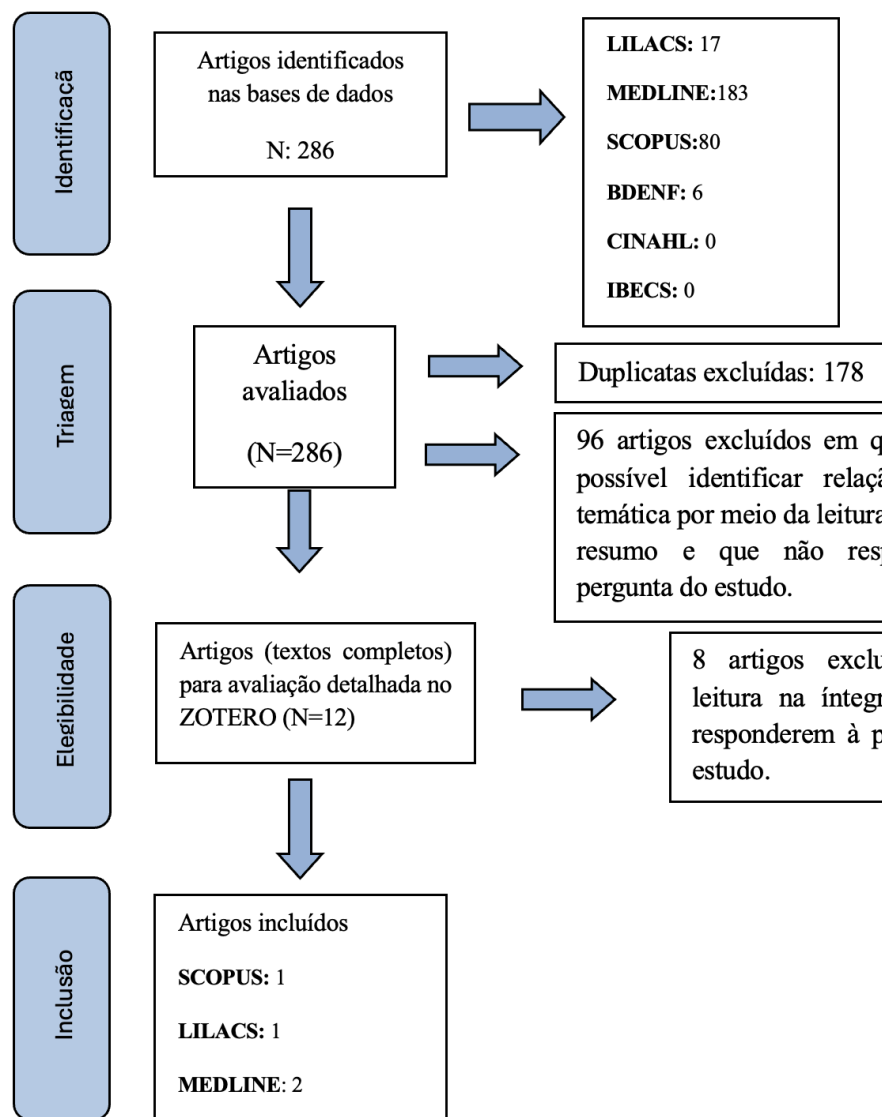 Identificaçã
Artigos identificados
nas bases de dados
N: 286
LILACS: 17
MEDLINE:183
SCOPUS:80
BDENF: 6
CINAHL: 0
IBECS: 0
Triagem
Artigos
avaliados
(N=286)
Duplicatas excluídas: 178
96 artigos excluídos em
possível identificar
temática por meio da leitura
resumo e que não
pergunta do estudo.
Elegibilidade
Artigos (textos completos)
para avaliação detalhada no
ZOTERO (N=12)
8 artigos
leitura na
responderem à
estudo.
Inclusão
Artigos incluídos
SCOPUS: 1
LILACS: 1
MEDLINE: 2